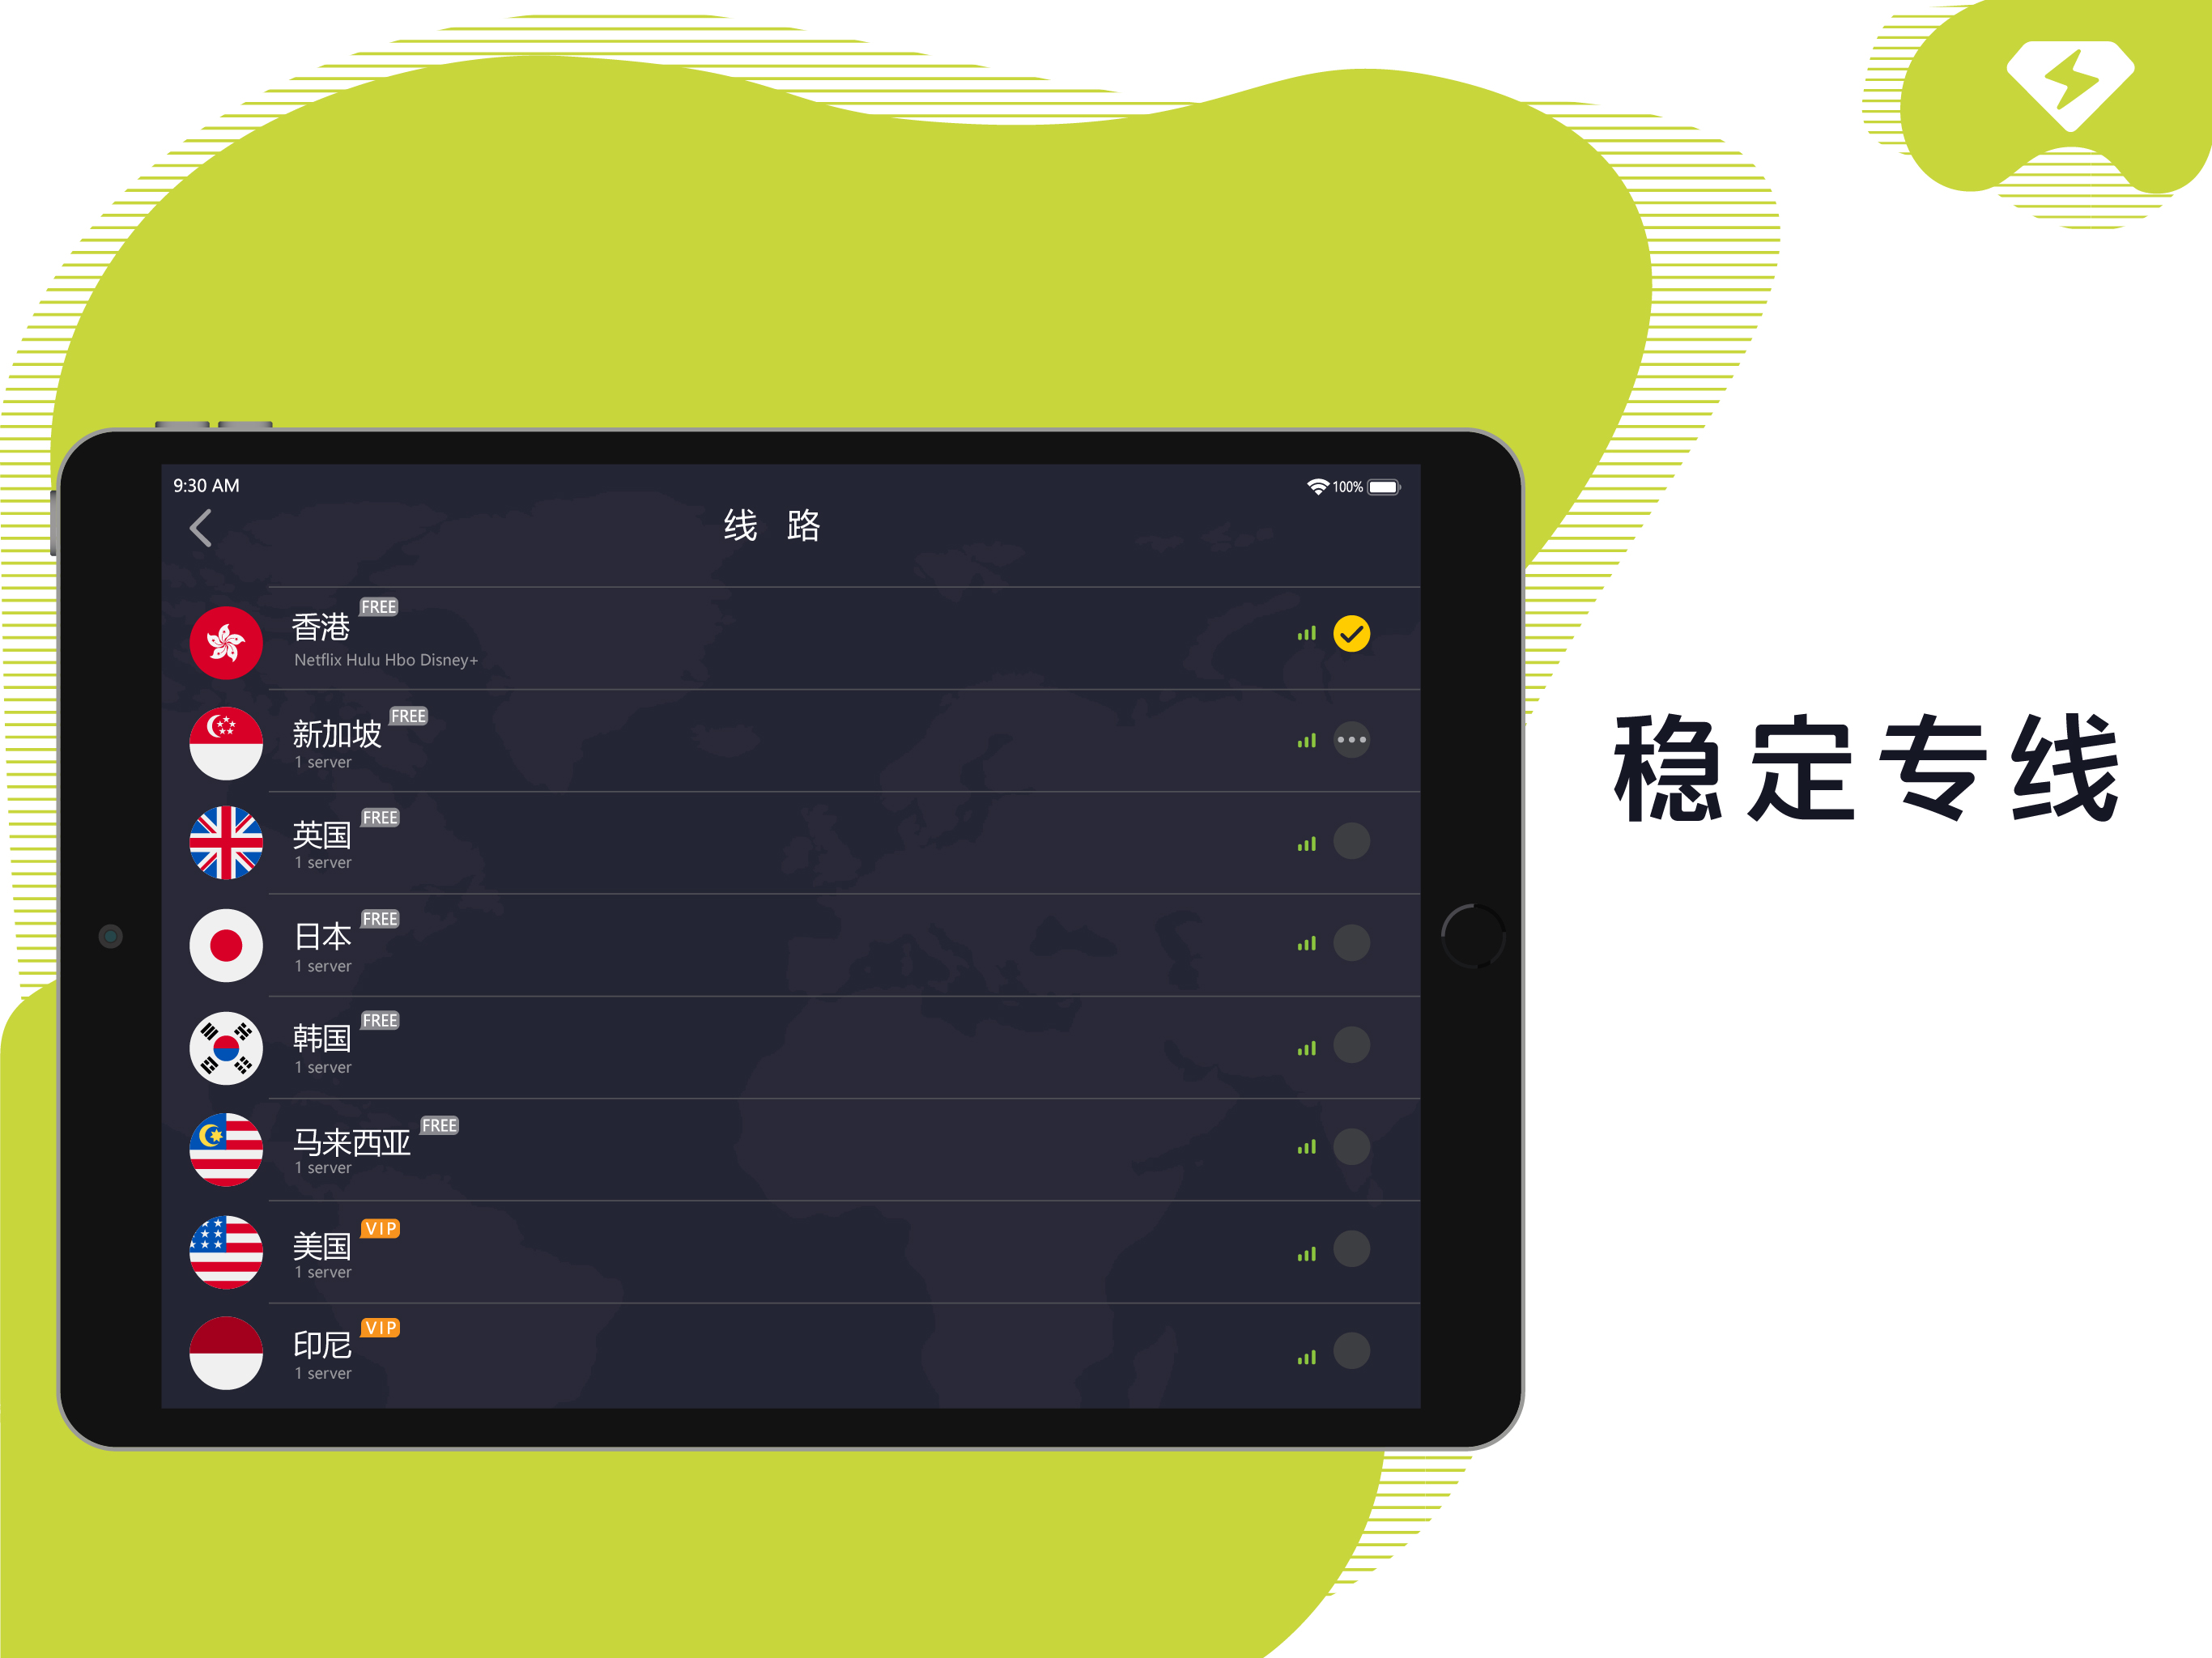 9:30 AM
100%
线 路
香港 FREE
Netflix Hulu Hbo Disney+
新加坡 FREE
1 server
英国 FREE
1 server
日本 FREE
1 server
韩国 FREE
1 server
马来西亚 FREE
1 server
美国 VIP
1 server
印尼 VIP
1 server
稳定专线